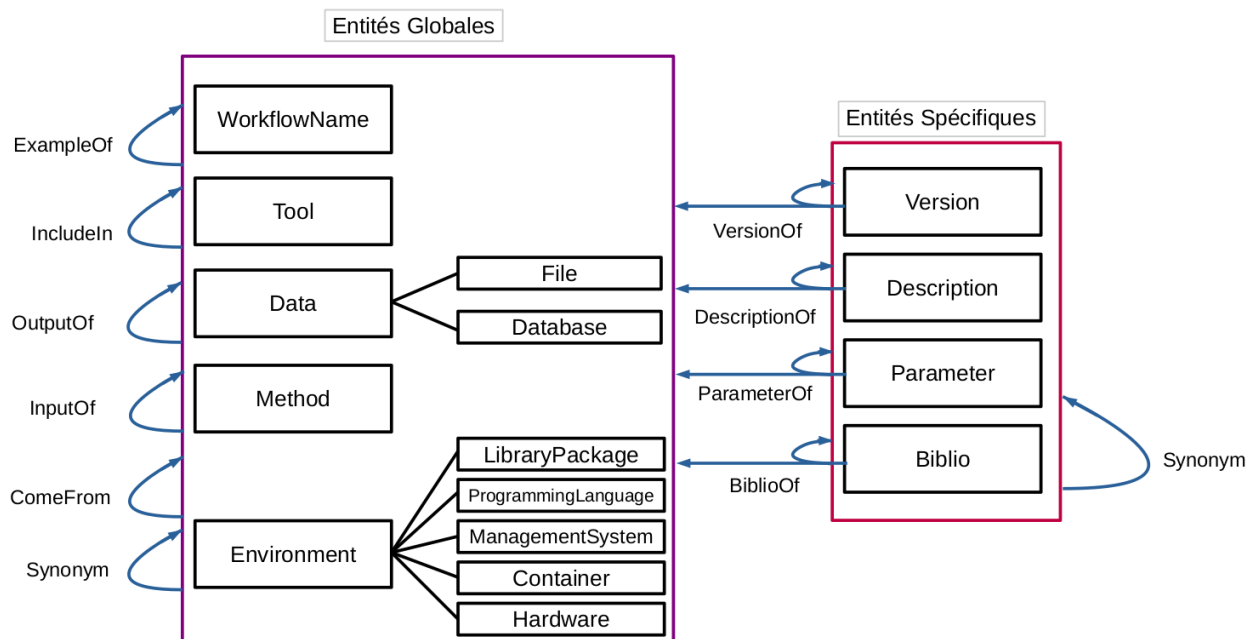 Entités Globales
WorkflowName
ExampleOf
Tool
IncludeIn
Data
File
Database
OutputOf
Method
InputOf
LibraryPackage
ProgrammingLanguage
ManagementSystem
Container
Hardware
ComeFrom
Environment
Synonym
Entités Spécifiques
Version
VersionOf
Description
DescriptionOf
Parameter
ParameterOf
Biblio
BiblioOf
Synonym